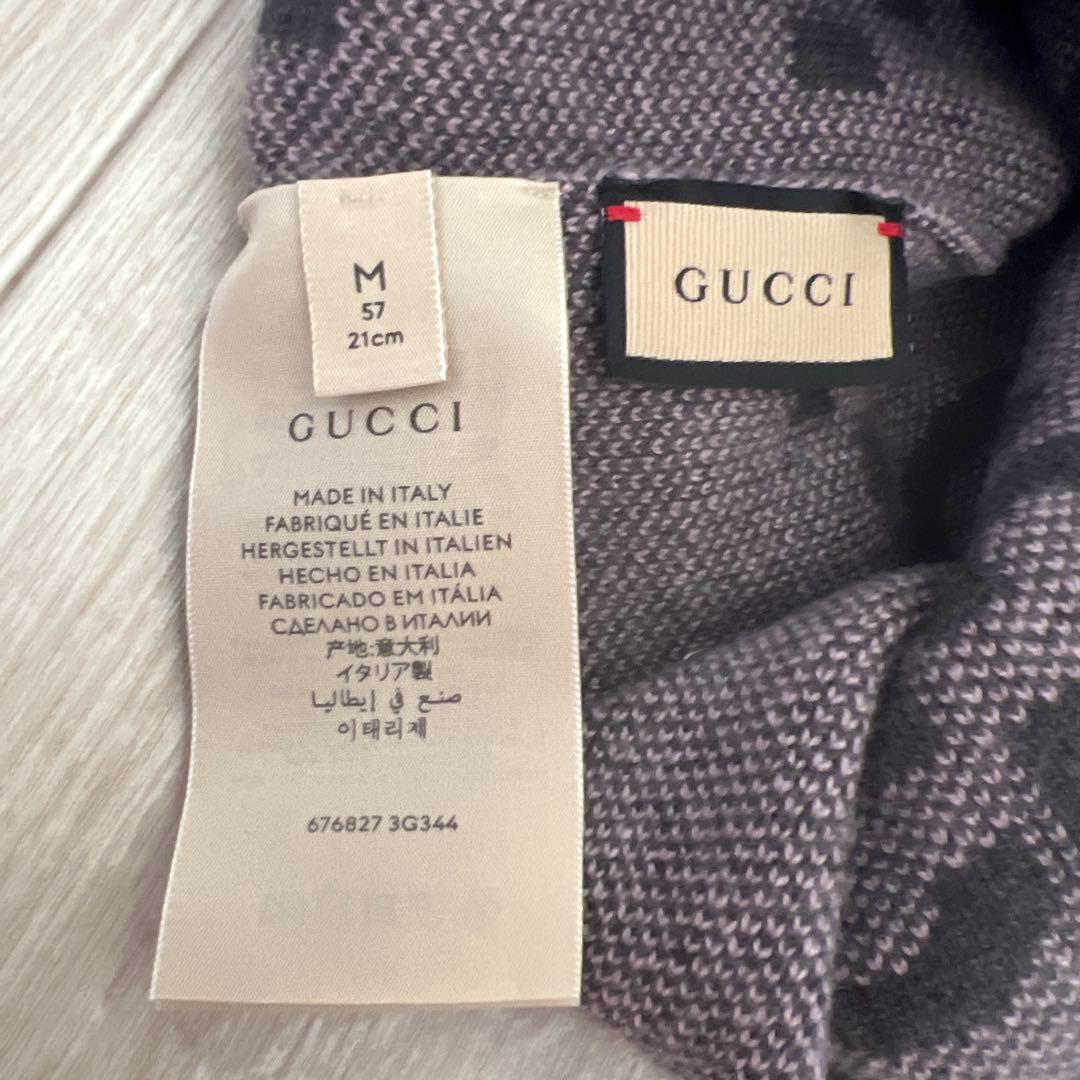 M
57
21cm
GUCCI
MADE IN ITALY
FABRIQUÉ EN ITALIE
HERGESTELLT IN ITALIEN
HECHO EN ITALIA
FABRICADO EM ITÁLIA
СДЕЛАНО В ИТАЛИИ
产地:意大利
イタリア製
صنع في إيطاليا
이태리제
676827 3G344
GUCCI